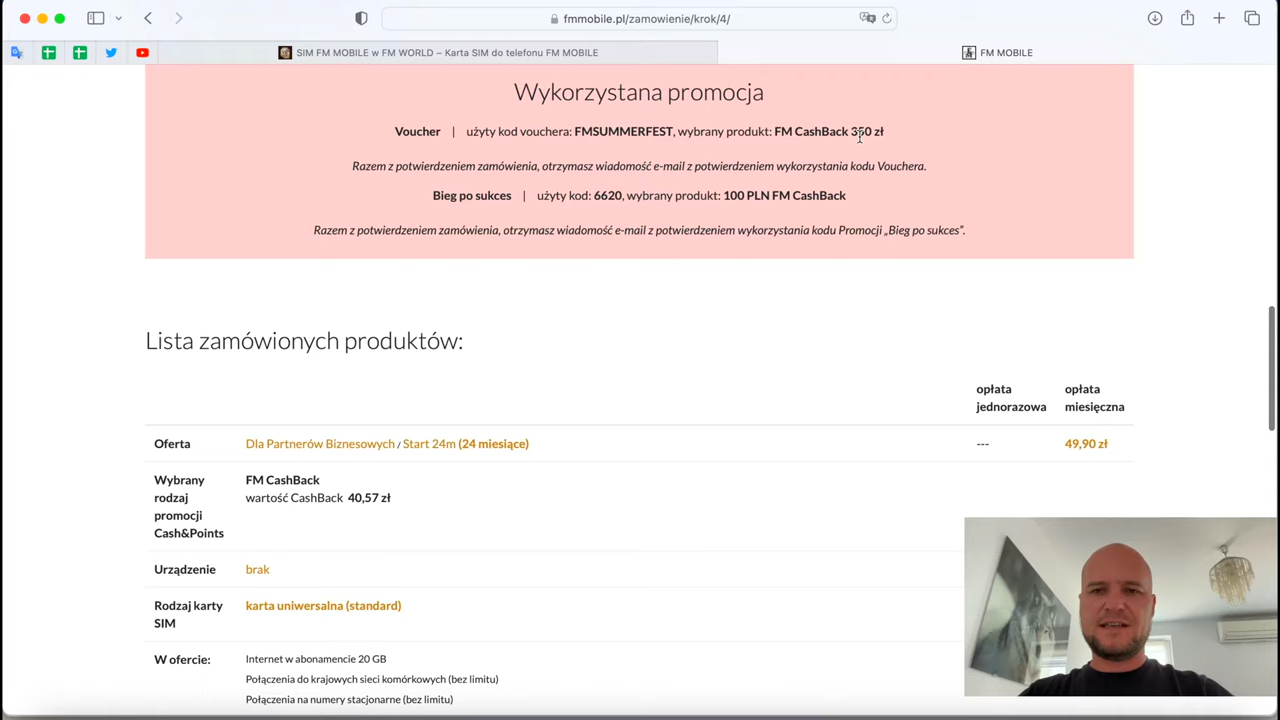 fmmobile.pl/zamowienie/krok/4/
SIM FM MOBILE w FM WORLD – Karta SIM do telefonu FM MOBILE
FM MOBILE
Wykorzystana promocja
Voucher | użyty kod vouchera: FMSUMMERFEST, wybrany produkt: FM CashBack 350 zł
Razem z potwierdzeniem zamówienia, otrzymasz wiadomość e-mail z potwierdzeniem wykorzystania kodu Vouchera.
Bieg po sukces | użyty kod: 6620, wybrany produkt: 100 PLN FM CashBack
Razem z potwierdzeniem zamówienia, otrzymasz wiadomość e-mail z potwierdzeniem wykorzystania kodu Promocji „Bieg po sukces”.
Lista zamówionych produktów:
opłata jednorazowa
opłata miesięczna
Oferta Dla Partnerów Biznesowych / Start 24m (24 miesiące) --- 49,90 zł
Wybrany rodzaj promocji Cash&Points
FM CashBack
wartość CashBack 40,57 zł
Urządzenie brak
Rodzaj karty SIM karta uniwersalna (standard)
W ofercie: Internet w abonamencie 20 GB
Połączenia do krajowych sieci komórkowych (bez limitu)
Połączenia na numery stacjonarne (bez limitu)